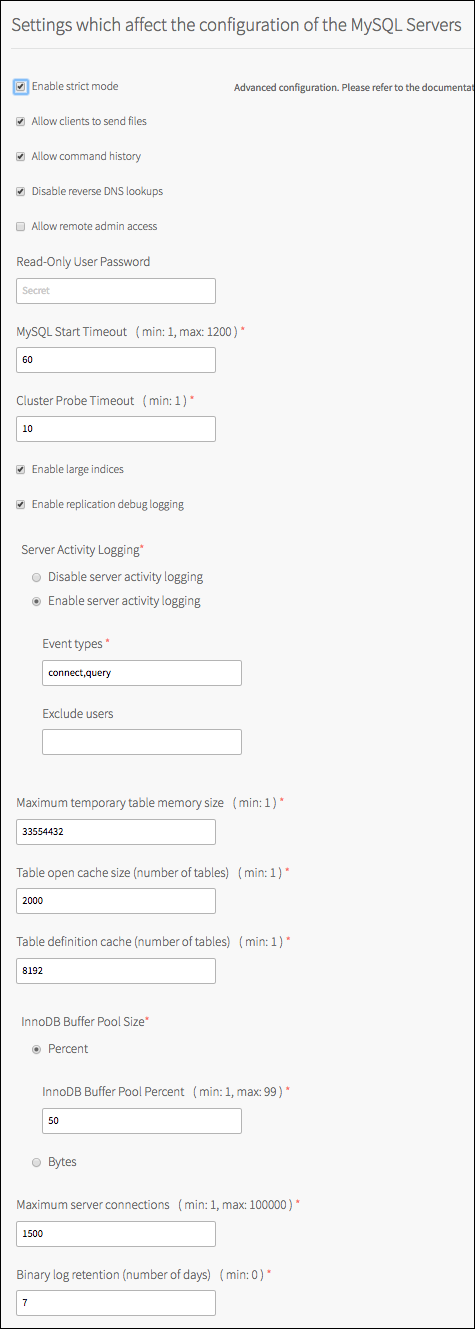 Settings which affect the configuration of the MySQL Servers
Enable strict mode
Advanced configuration. Please refer to the
Allow clients to send files
Allow command history
Disable reverse DNS lookups
Allow remote admin access
Read-Only User Password
Secret
MySQL Start Timeout ( min: 1, max: 1200 ) *
60
Cluster Probe Timeout ( min: 1 ) *
10
Enable large indices
Enable replication debug logging
Server Activity Logging*
Disable server activity logging
Enable server activity logging
Event types *
connect,query
Exclude users
Maximum temporary table memory size ( min: 1 ) *
33554432
Table open cache size (number of tables) ( min: 1 ) *
2000
Table definition cache (number of tables) ( min: 1 ) *
8192
InnoDB Buffer Pool Size*
Percent
InnoDB Buffer Pool Percent ( min: 1, max: 99 ) *
50
Bytes
Maximum server connections ( min: 1, max: 100000 ) *
1500
Binary log retention (number of days) ( min: 0 ) *
7